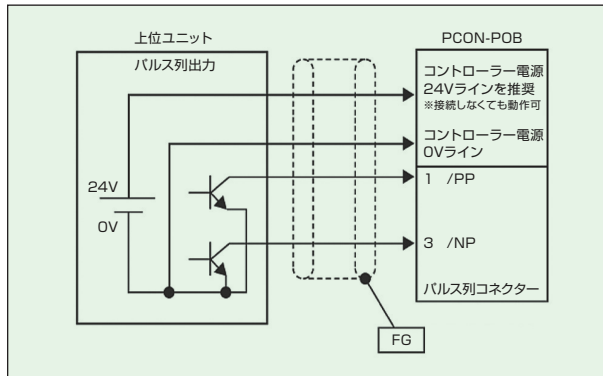 上位ユニット
パルス列出力
24V
0V
PCON-POB
コントローラー電源
24Vラインを推奨
※接続しなくても動作可
コントローラー電源
0Vライン
1 /PP
3 /NP
パルス列コネクター
FG